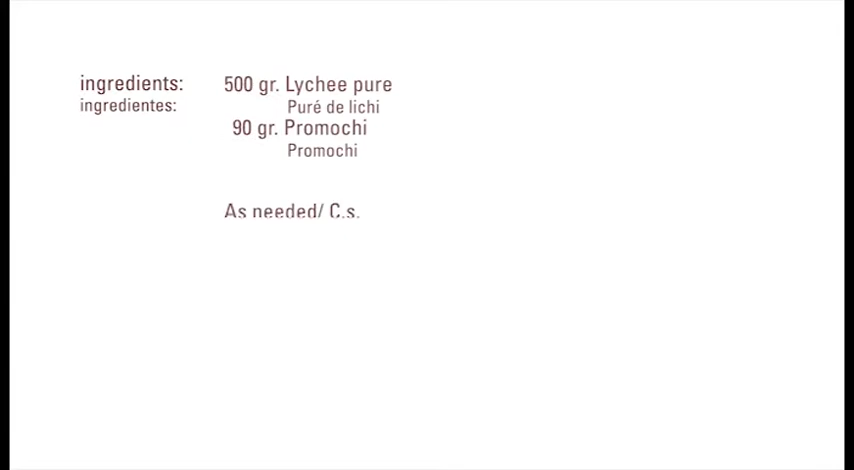 ingredients: 500 gr. Lychee pure
ingredientes: Puré de lichi
90 gr. Promochi
Promochi
As needed/ C.s.